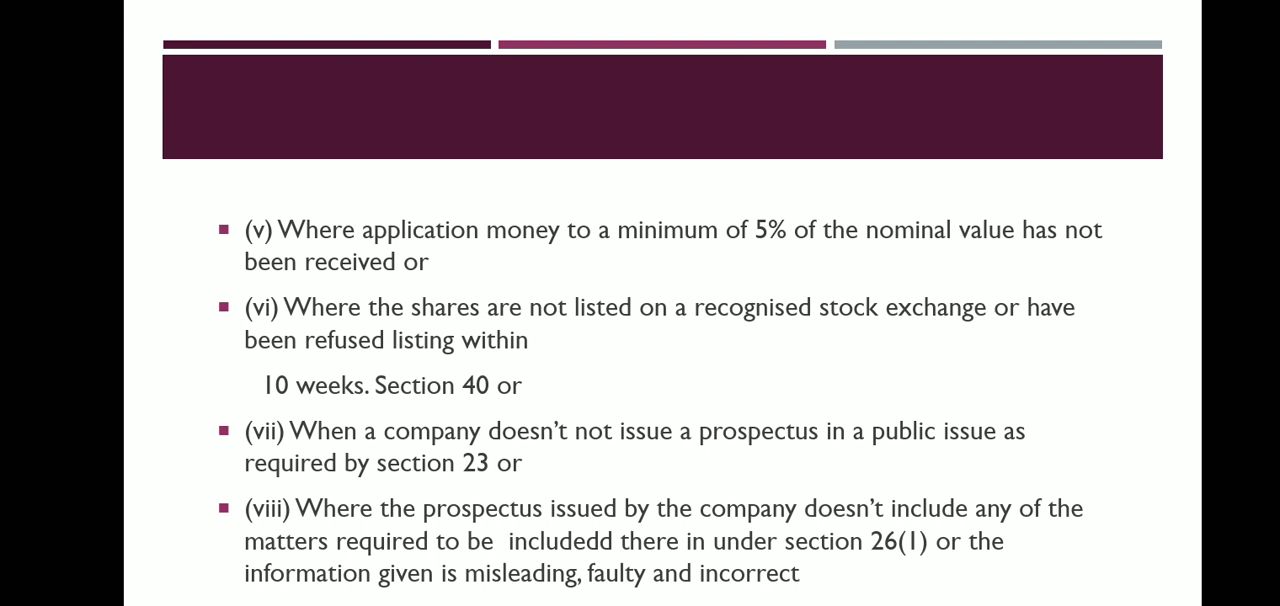 (v) Where application money to a minimum of 5% of the nominal value has not
been received or
(vi) Where the shares are not listed on a recognised stock exchange or have
been refused listing within
10 weeks. Section 40 or
(vii) When a company doesn't not issue a prospectus in a public issue as
required by section 23 or
(viii) Where the prospectus issued by the company doesn't include any of the
matters required to be  includedd there in under section 26(1) or the
information given is misleading, faulty and incorrect